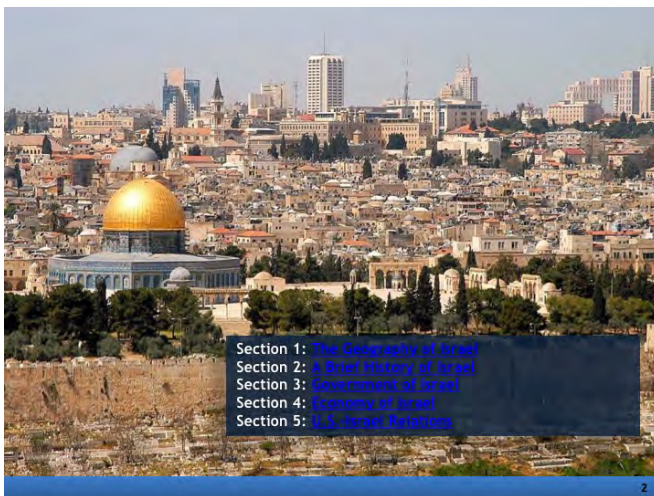 Section 1: The Geography of Israel
Section 2: A Brief History of Israel
Section 3: Government of Israel
Section 4: Economy of Israel
Section 5: U.S.-Israel Relations
2